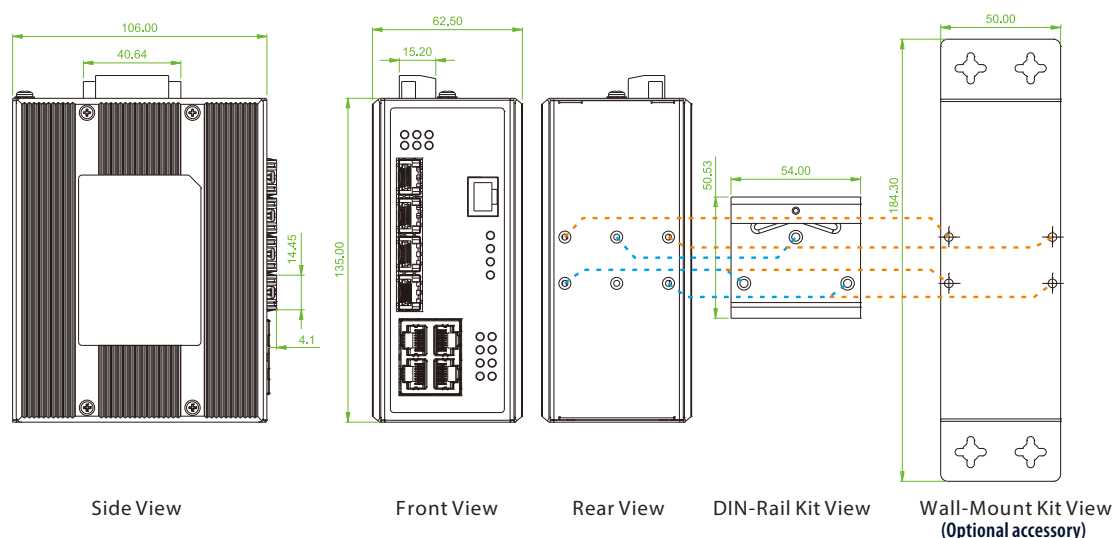 106.00
40.64
62.50
15.20
50.00
50.53
54.00
184.30
14.45
135.00
4.1
Side View
Front View
Rear View
DIN-Rail Kit View
Wall-Mount Kit View
(Optional accessory)